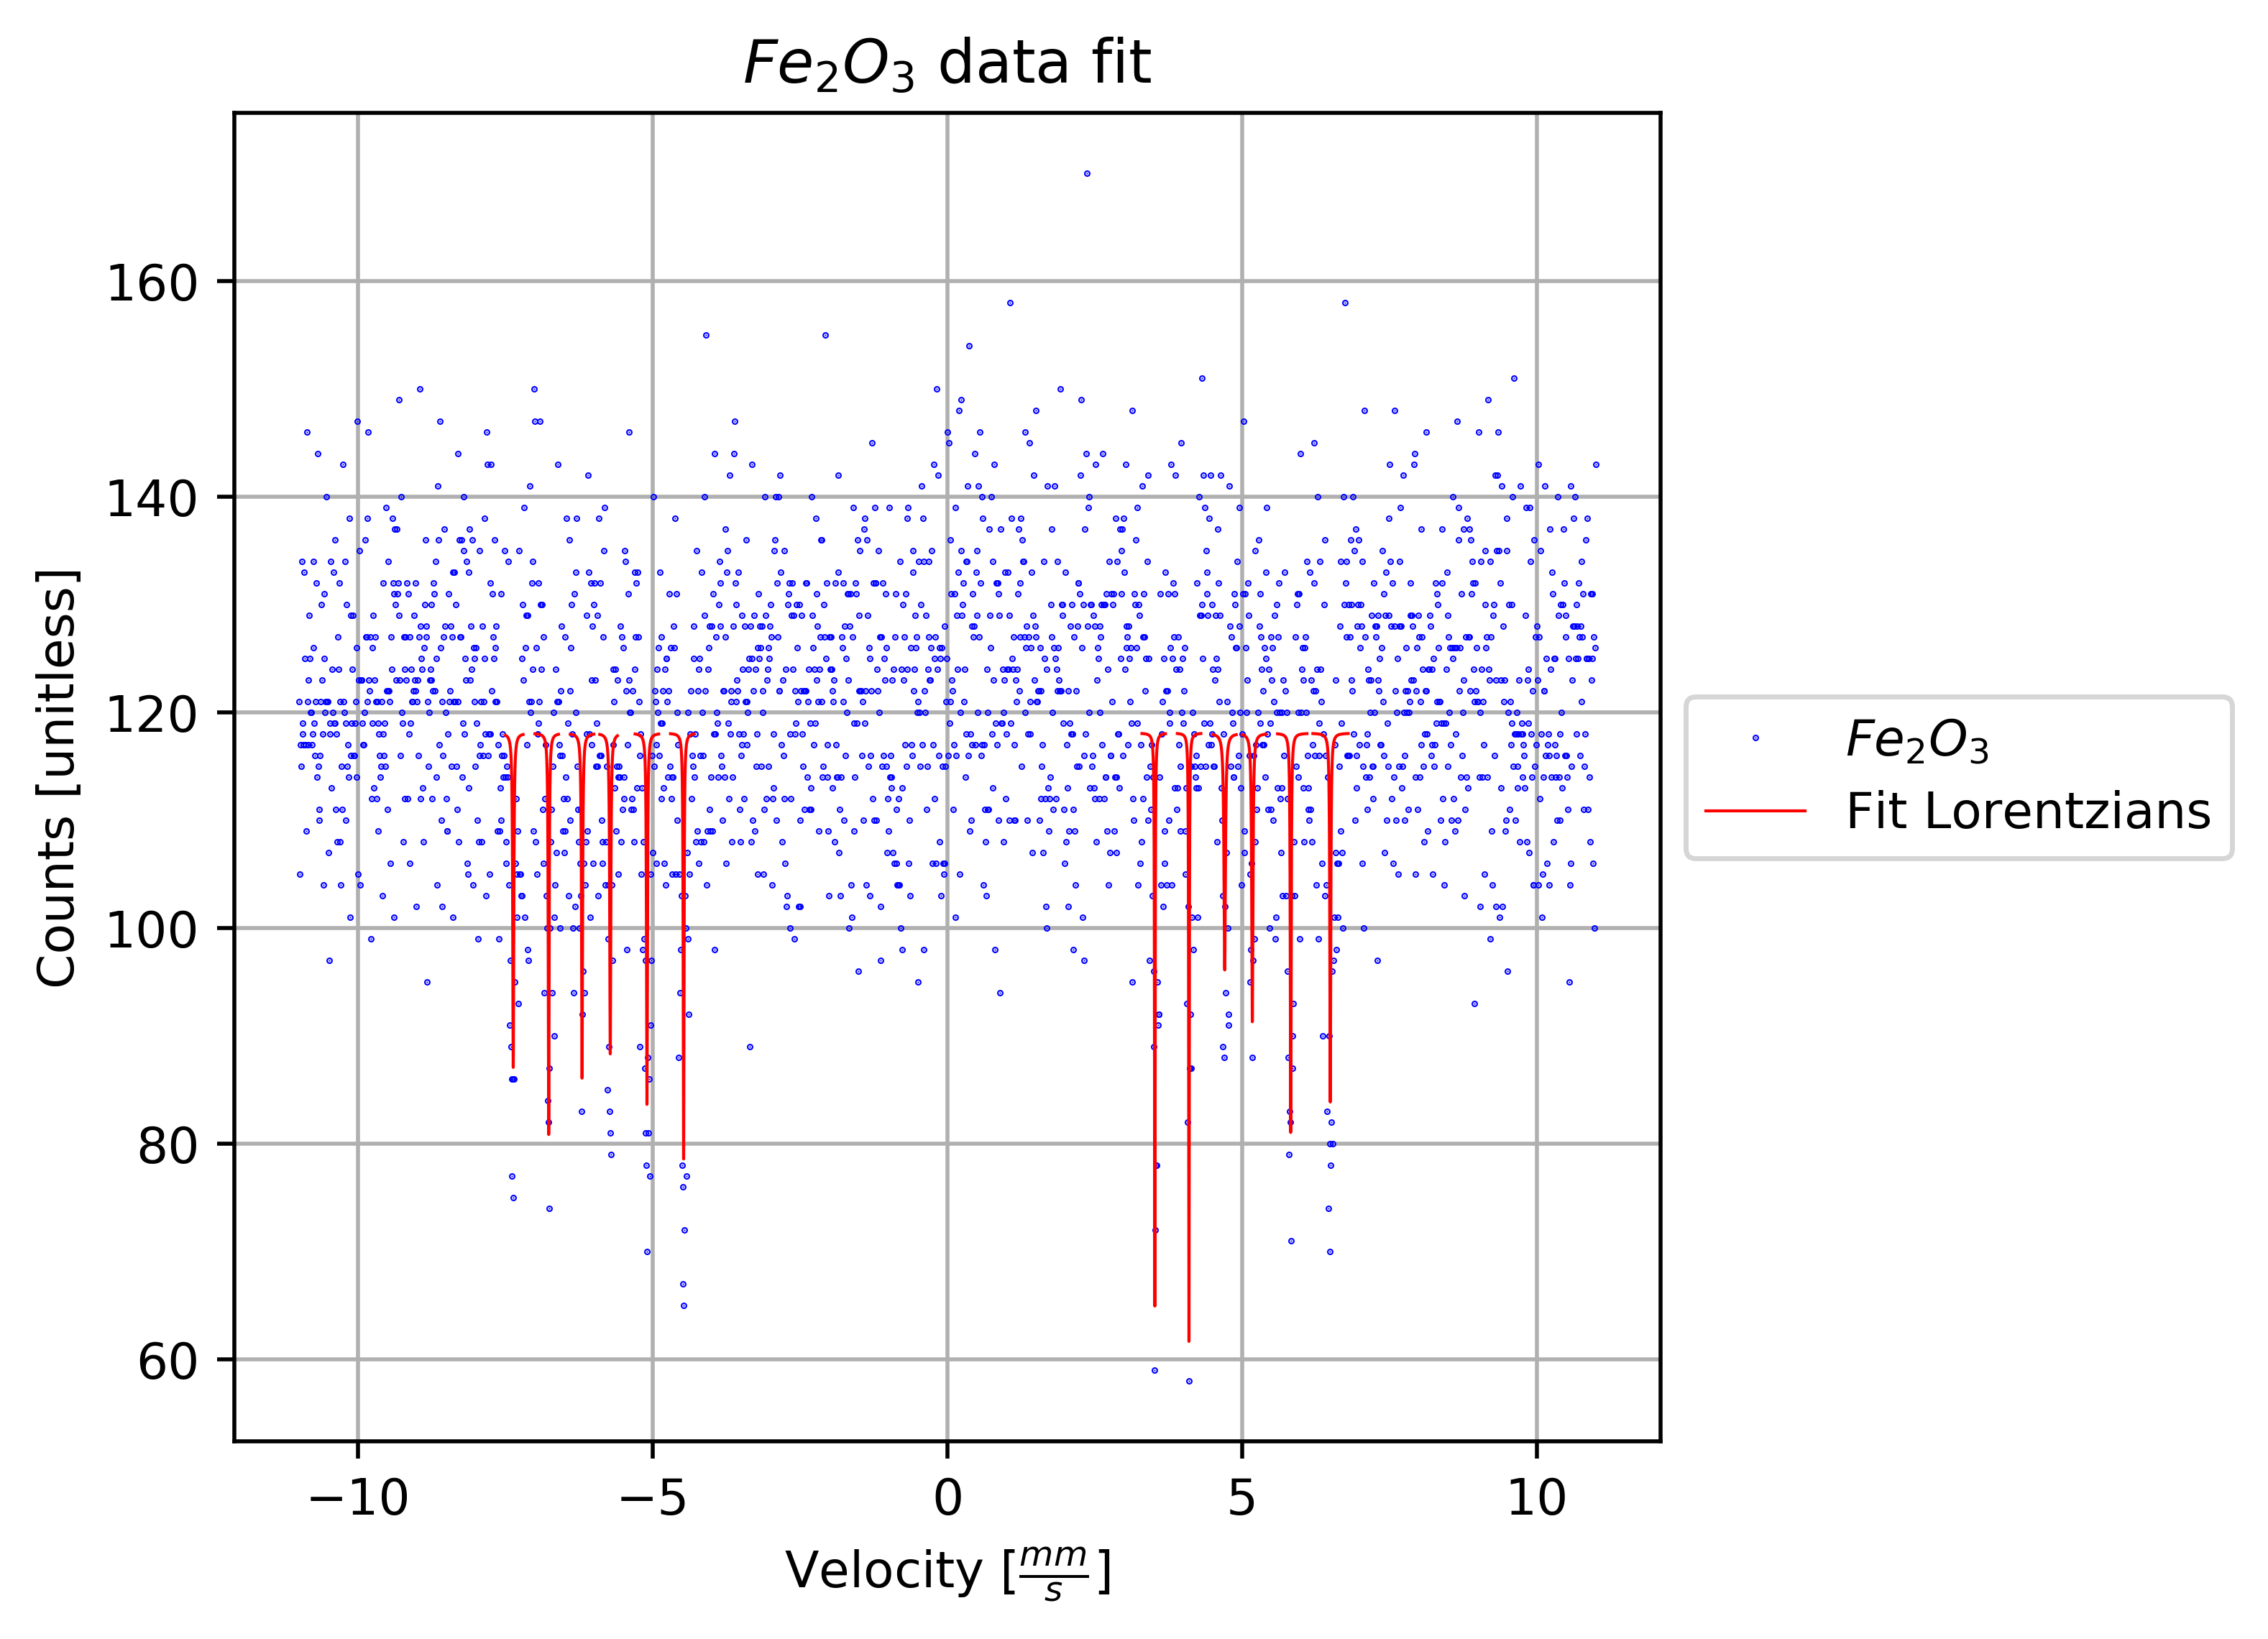 Fe₂O₃ data fit
160
140
120
100
80
60
Counts [unitless]
−10 −5 0 5 10
Velocity [mm/s]
Fe₂O₃
Fit Lorentzians